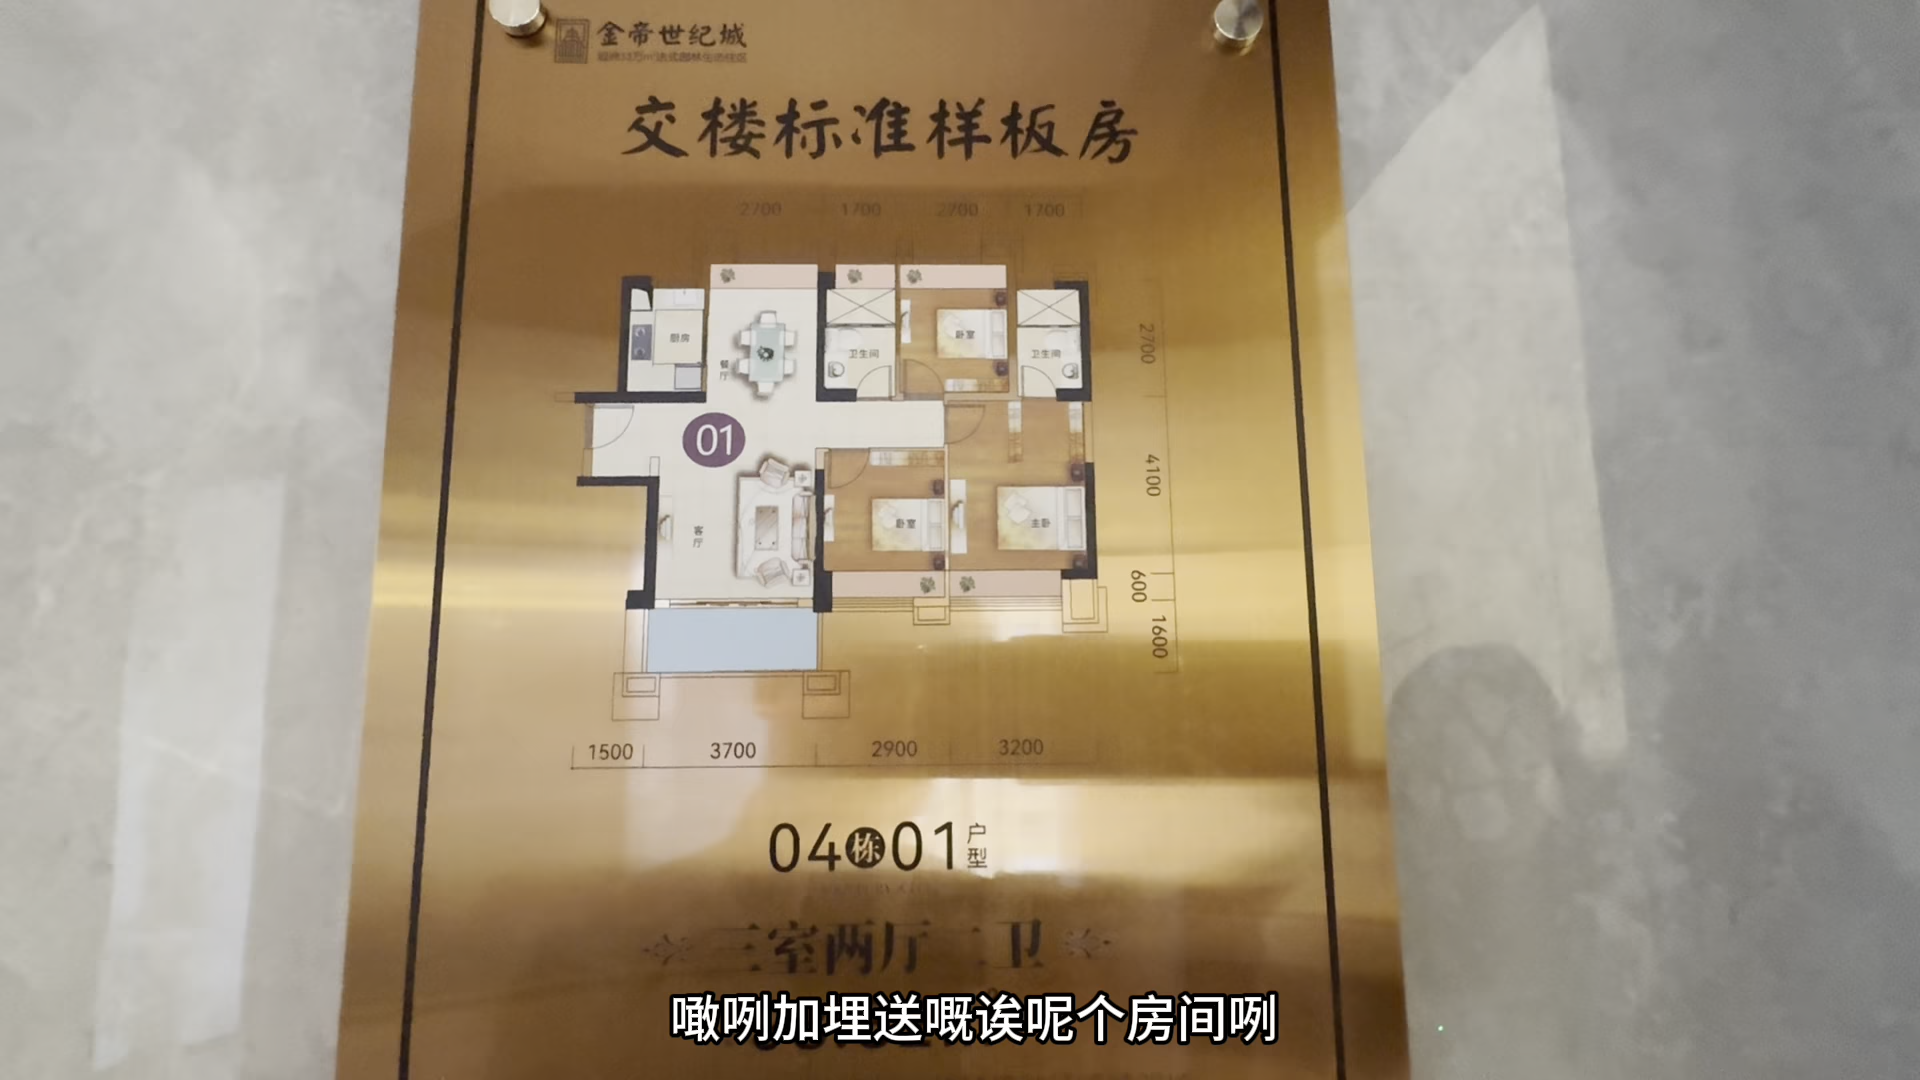 金帝世纪城
交楼标准样板房
2700 1700 2700 1700
厨房
餐厅
卫生间
卧室
卫生间
2700
01
4100
客厅
卧室
主卧
600
1600
1500 3700 2900 3200
04栋01户型
三室两厅二卫
噉咧加埋送嘅诶呢个房间咧